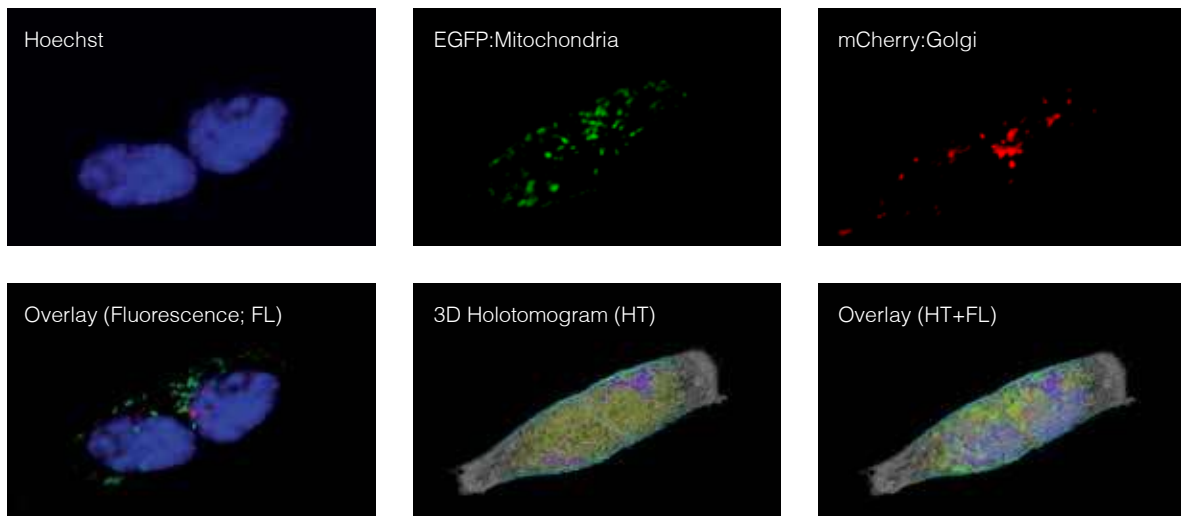 Hoechst
EGFP:Mitochondria
mCherry:Golgi
Overlay (Fluorescence; FL)
3D Holotomogram (HT)
Overlay (HT+FL)